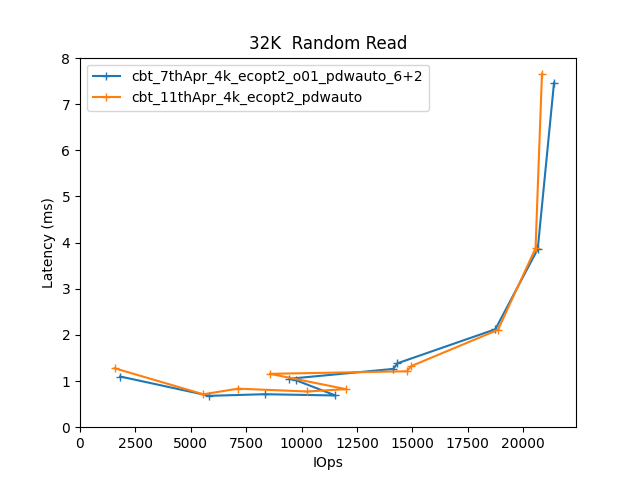 32K  Random Read
cbt_7thApr_4k_ecopt2_o01_pdwauto_6+2
cbt_11thApr_4k_ecopt2_pdwauto
8
7
6
5
4
3
2
1
0
Latency (ms)
0 2500 5000 7500 10000 12500 15000 17500 20000
IOps